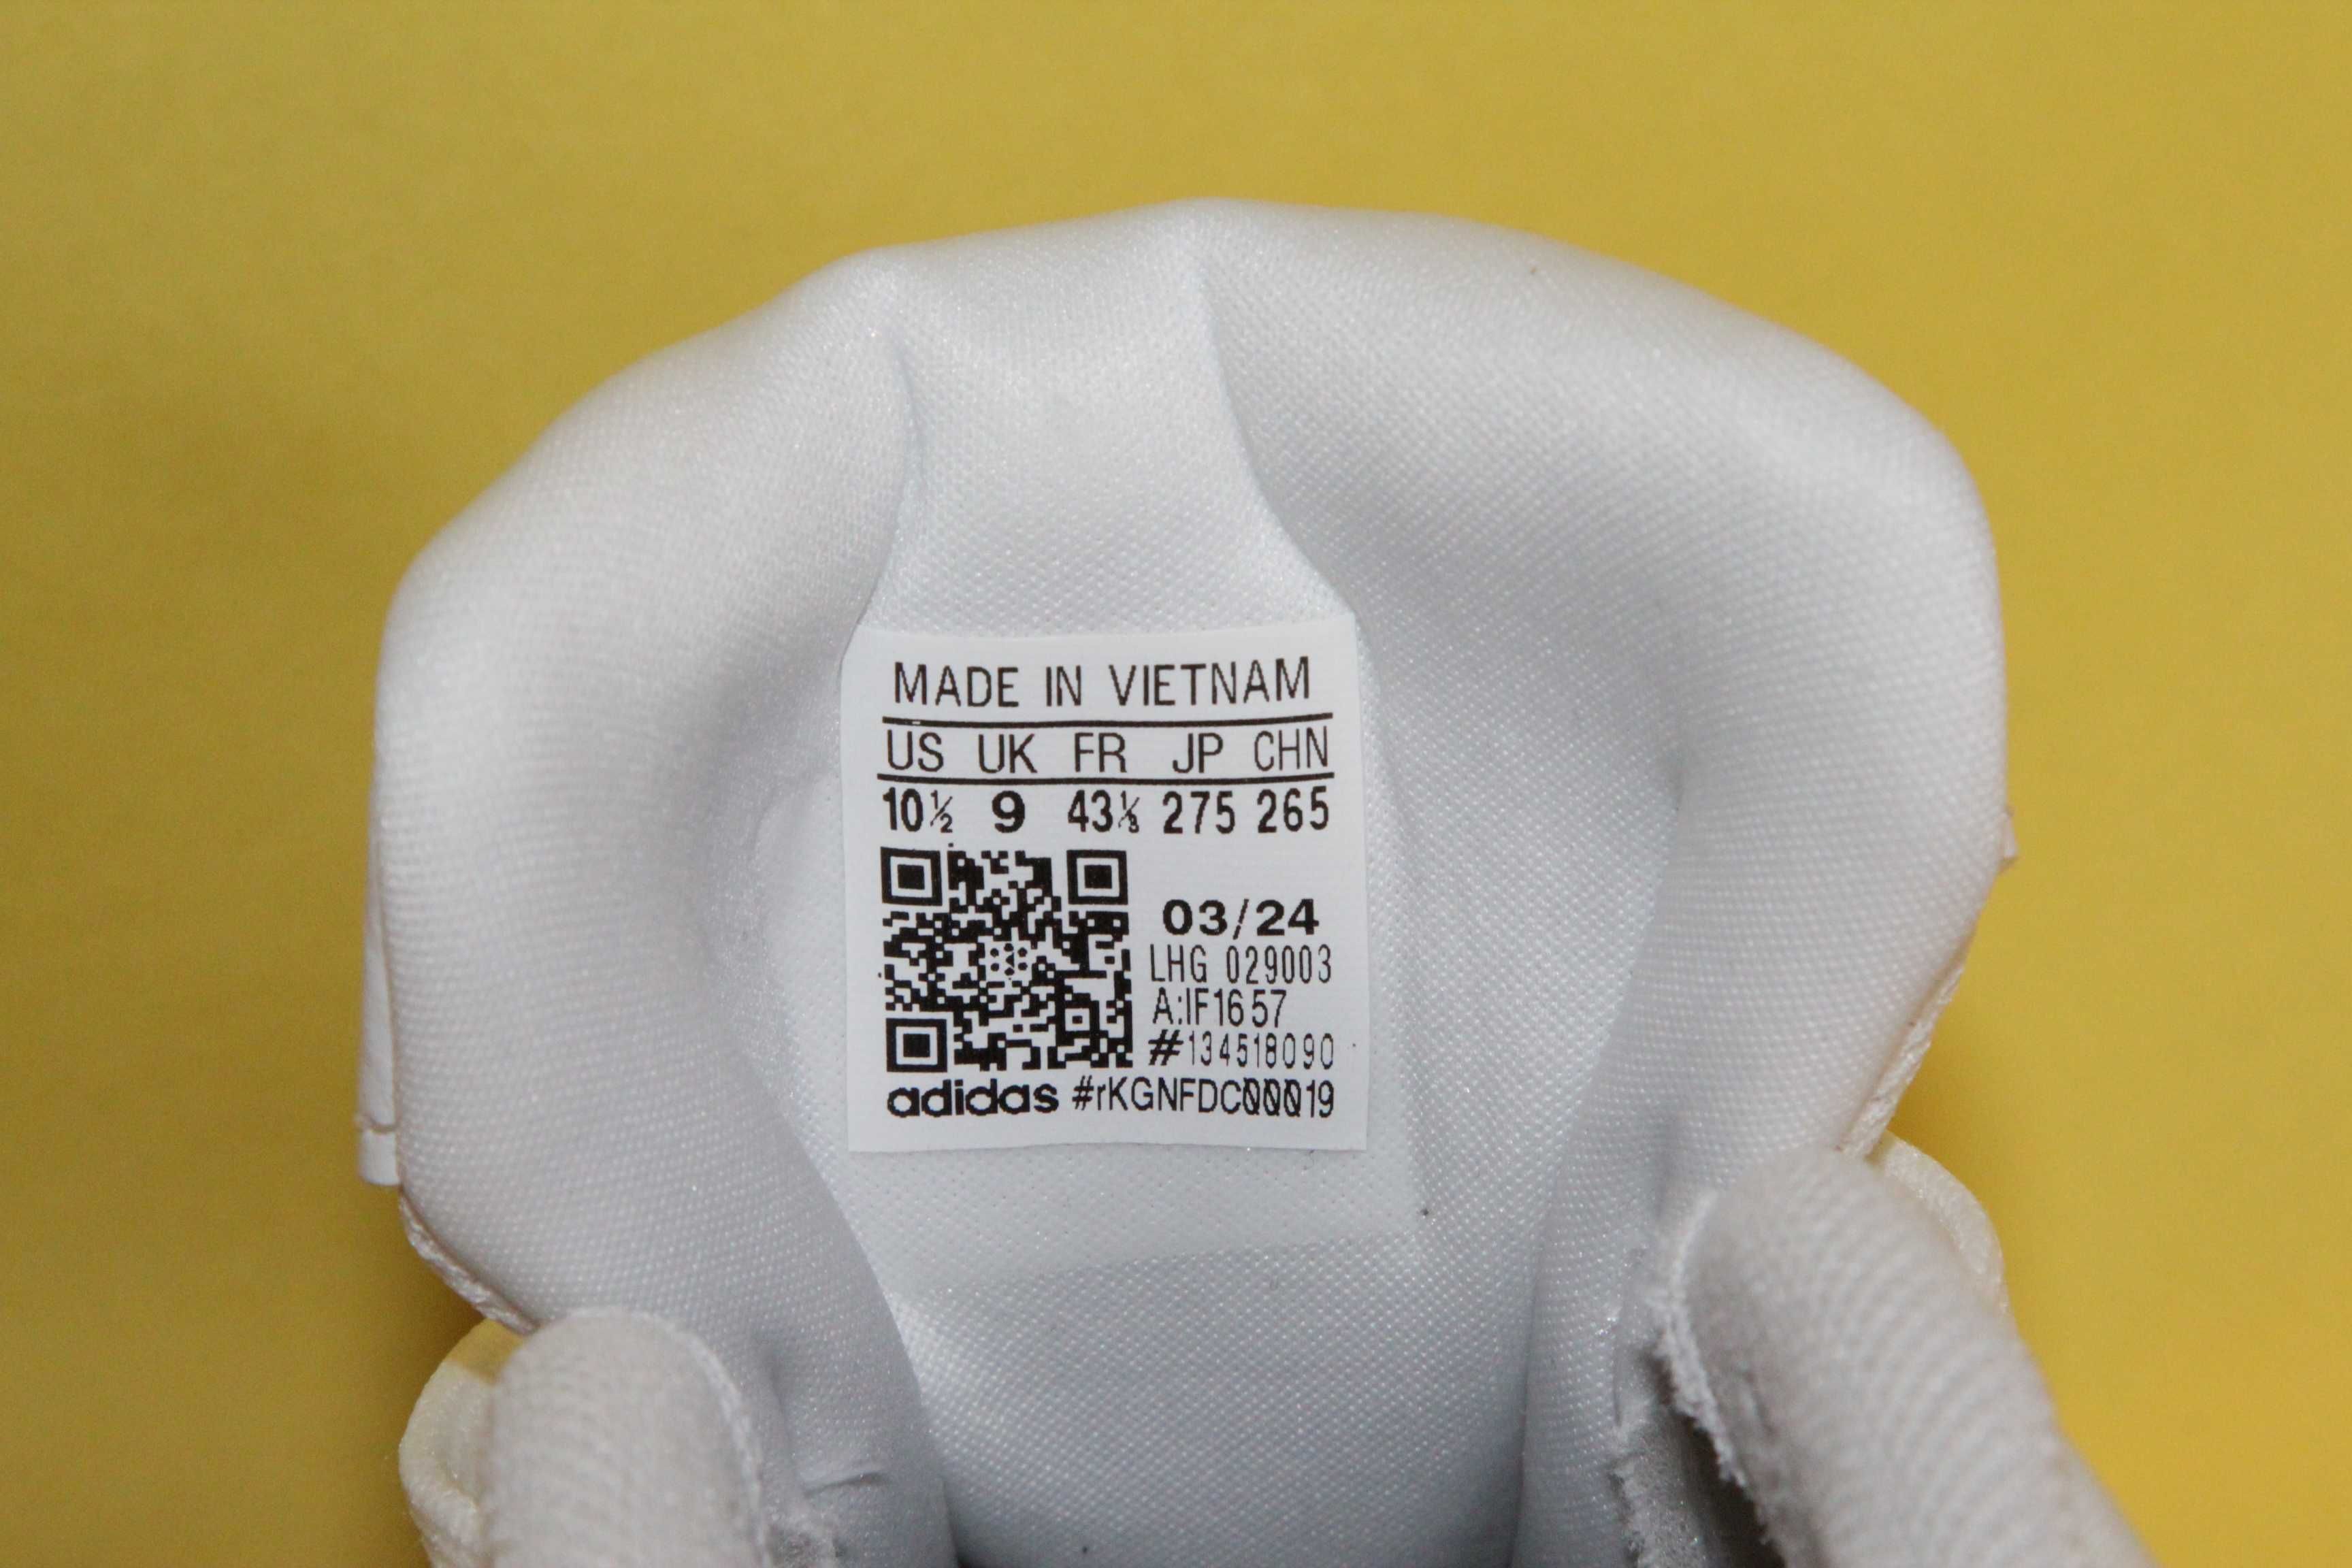 MADE IN VIETNAM
US UK FR JP CHN
10½ 9 43⅓ 275 265
03/24
LHG 029003
A:IF1657
#134518090
adidas #rKGNFDC00019